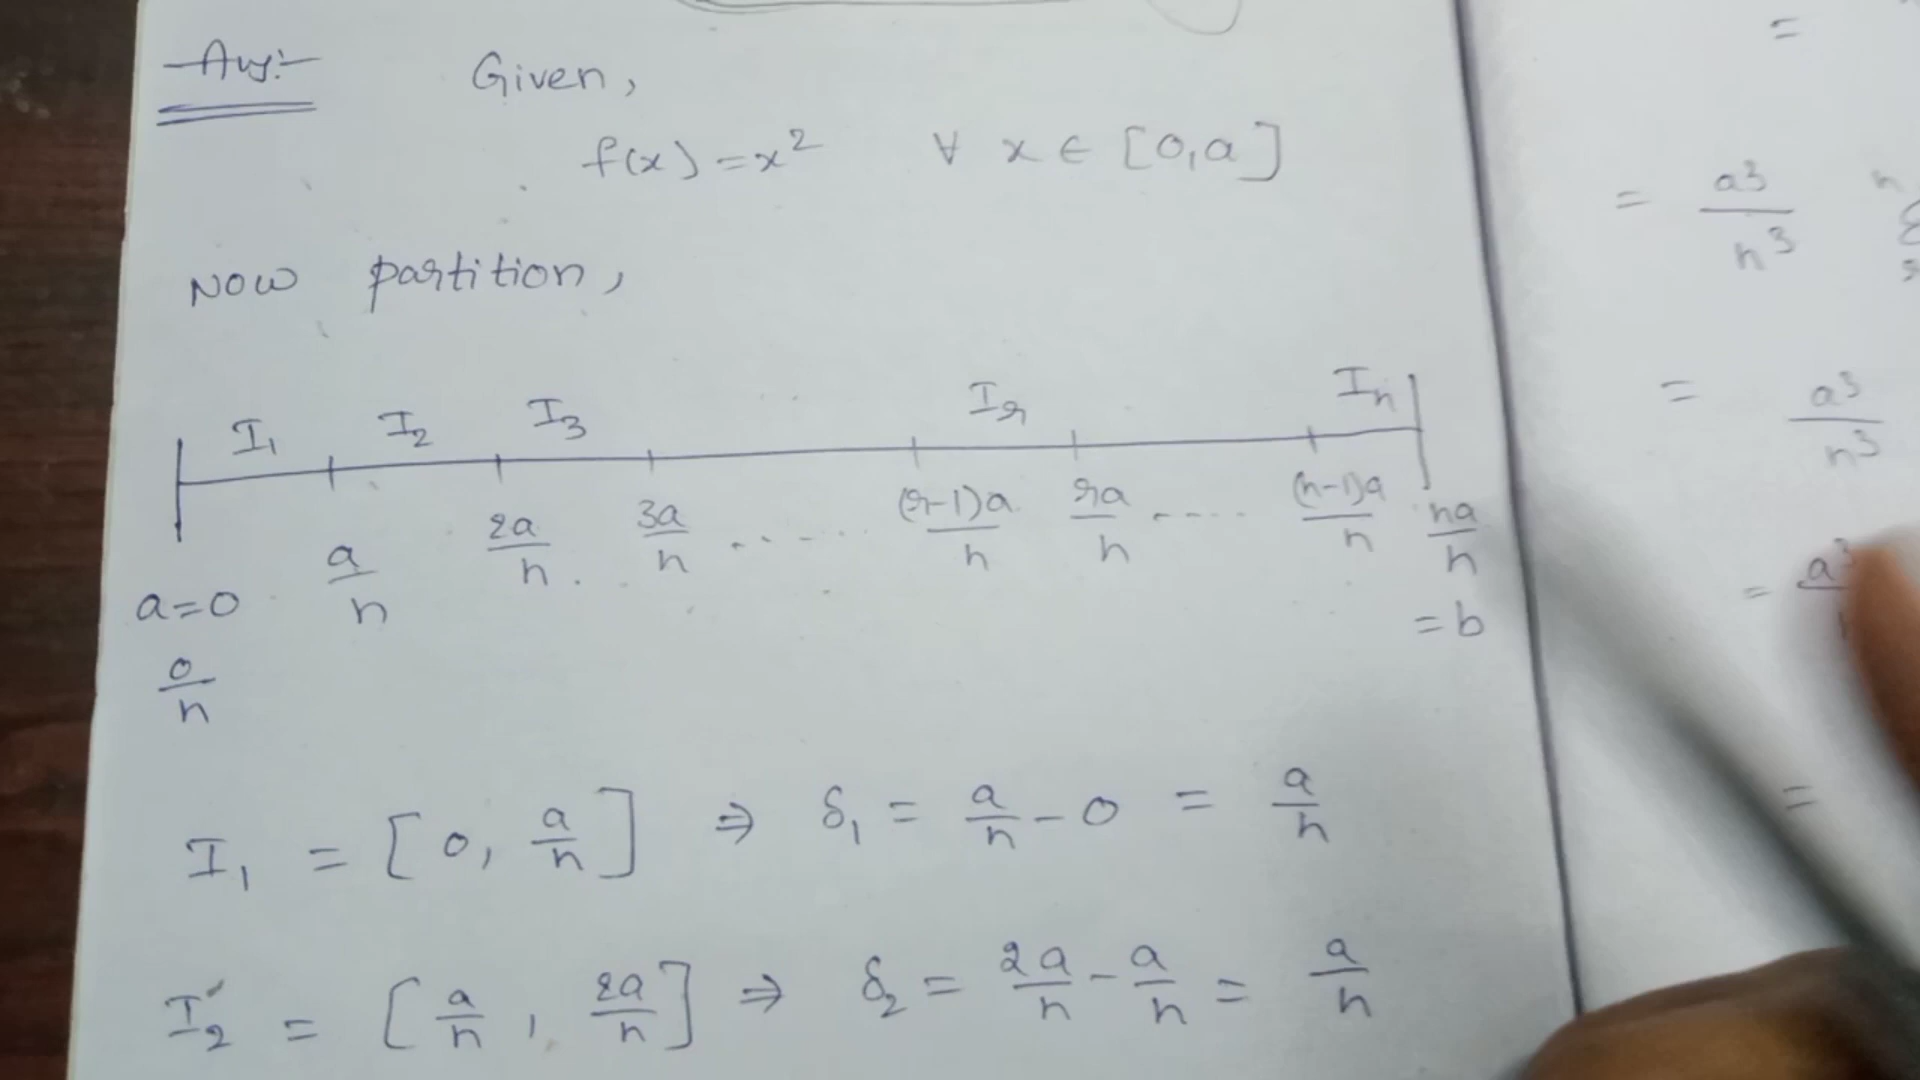 Ans:-
Given,
f(x) = x² ∀ x ∈ [0,a]
Now partition,
I₁ I₂ I₃ Iᵣ Iₙ
a=0 a/n 2a/n 3a/n ..... (r-1)a/n ra/n .... (n-1)a/n na/n
0/n = b
I₁ = [0, a/n] ⇒ δ₁ = a/n - 0 = a/n
I₂ = [a/n, 2a/n] ⇒ δ₂ = 2a/n - a/n = a/n
=
= a³/n³
= a³/n³
= a³
=